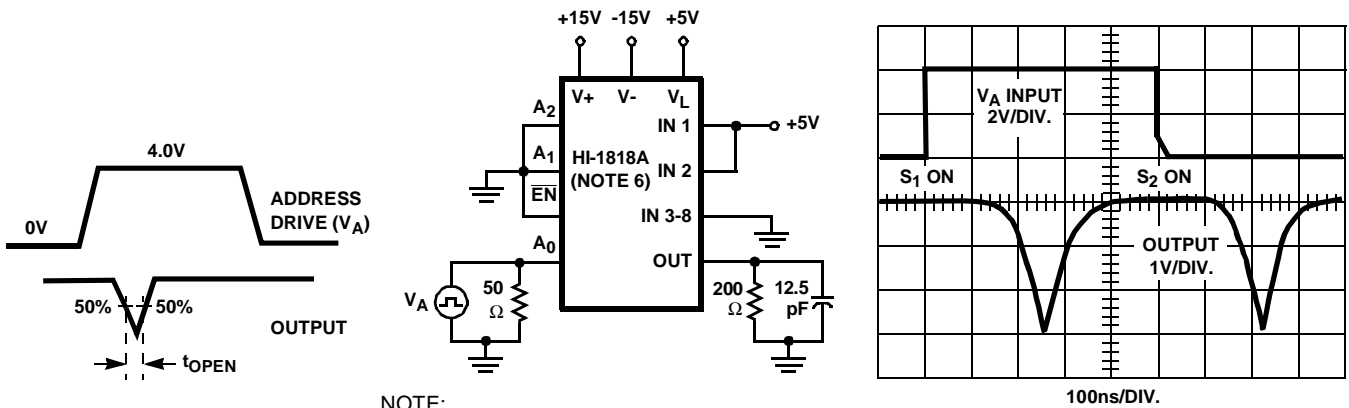 4.0V
0V
ADDRESS
DRIVE (VA)
50%
50%
OUTPUT
tOPEN
+15V -15V +5V
V+ V- VL
A2
A1
EN
A0
IN 1
IN 2
IN 3-8
OUT
HI-1818A
(NOTE 6)
+5V
VA
50
Ω
200
Ω
12.5
pF
NOTE:
VA INPUT
2V/DIV.
S1 ON
S2 ON
OUTPUT
1V/DIV.
100ns/DIV.